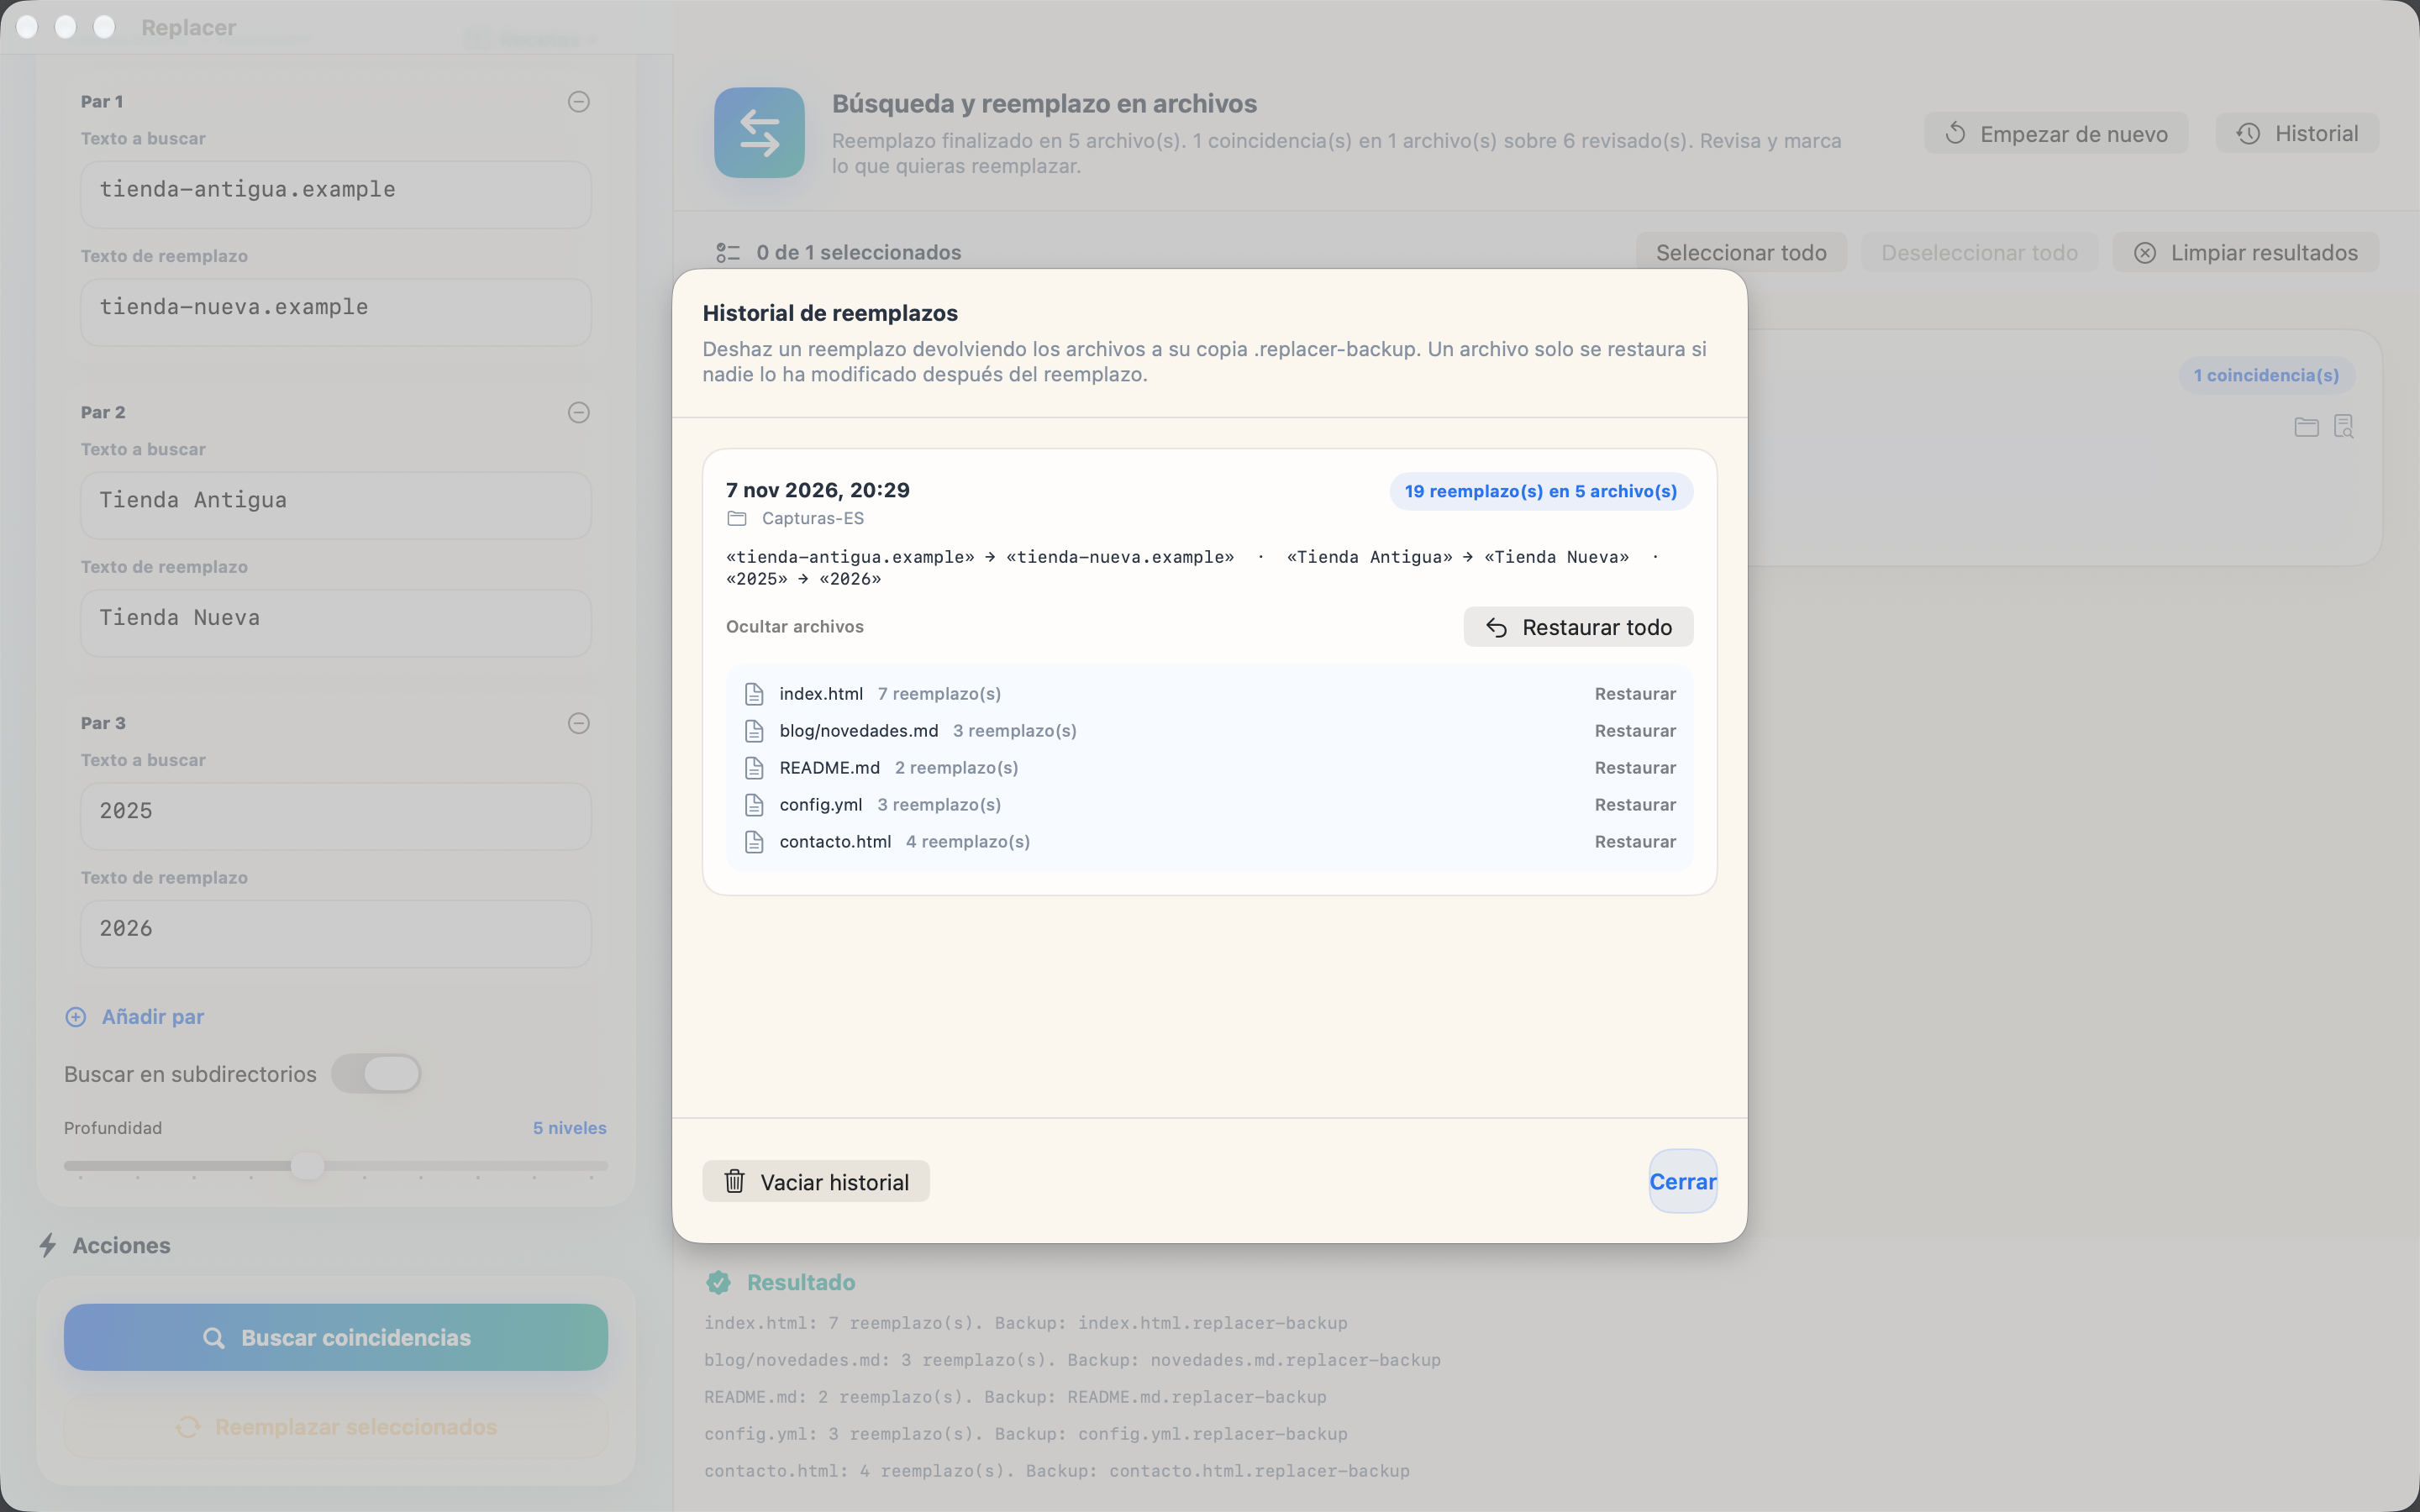 Replacer
Par 1
Texto a buscar
tienda-antigua.example
Texto de reemplazo
tienda-nueva.example
Par 2
Texto a buscar
Tienda Antigua
Texto de reemplazo
Tienda Nueva
Par 3
Texto a buscar
2025
Texto de reemplazo
2026
Añadir par
Buscar en subdirectorios
Profundidad 5 niveles
Acciones
Buscar coincidencias
Reemplazar seleccionados
Búsqueda y reemplazo en archivos
Reemplazo finalizado en 5 archivo(s). 1 coincidencia(s) en 1 archivo(s) sobre 6 revisado(s). Revisa y marca
lo que quieras reemplazar.
Empezar de nuevo Historial
0 de 1 seleccionados Seleccionar todo Deseleccionar todo Limpiar resultados
1 coincidencia(s)
Historial de reemplazos
Deshaz un reemplazo devolviendo los archivos a su copia .replacer-backup. Un archivo solo se restaura si
nadie lo ha modificado después del reemplazo.
7 nov 2026, 20:29 19 reemplazo(s) en 5 archivo(s)
Capturas-ES
«tienda-antigua.example» → «tienda-nueva.example» · «Tienda Antigua» → «Tienda Nueva» ·
«2025» → «2026»
Ocultar archivos Restaurar todo
index.html 7 reemplazo(s) Restaurar
blog/novedades.md 3 reemplazo(s) Restaurar
README.md 2 reemplazo(s) Restaurar
config.yml 3 reemplazo(s) Restaurar
contacto.html 4 reemplazo(s) Restaurar
Vaciar historial Cerrar
Resultado
index.html: 7 reemplazo(s). Backup: index.html.replacer-backup
blog/novedades.md: 3 reemplazo(s). Backup: novedades.md.replacer-backup
README.md: 2 reemplazo(s). Backup: README.md.replacer-backup
config.yml: 3 reemplazo(s). Backup: config.yml.replacer-backup
contacto.html: 4 reemplazo(s). Backup: contacto.html.replacer-backup